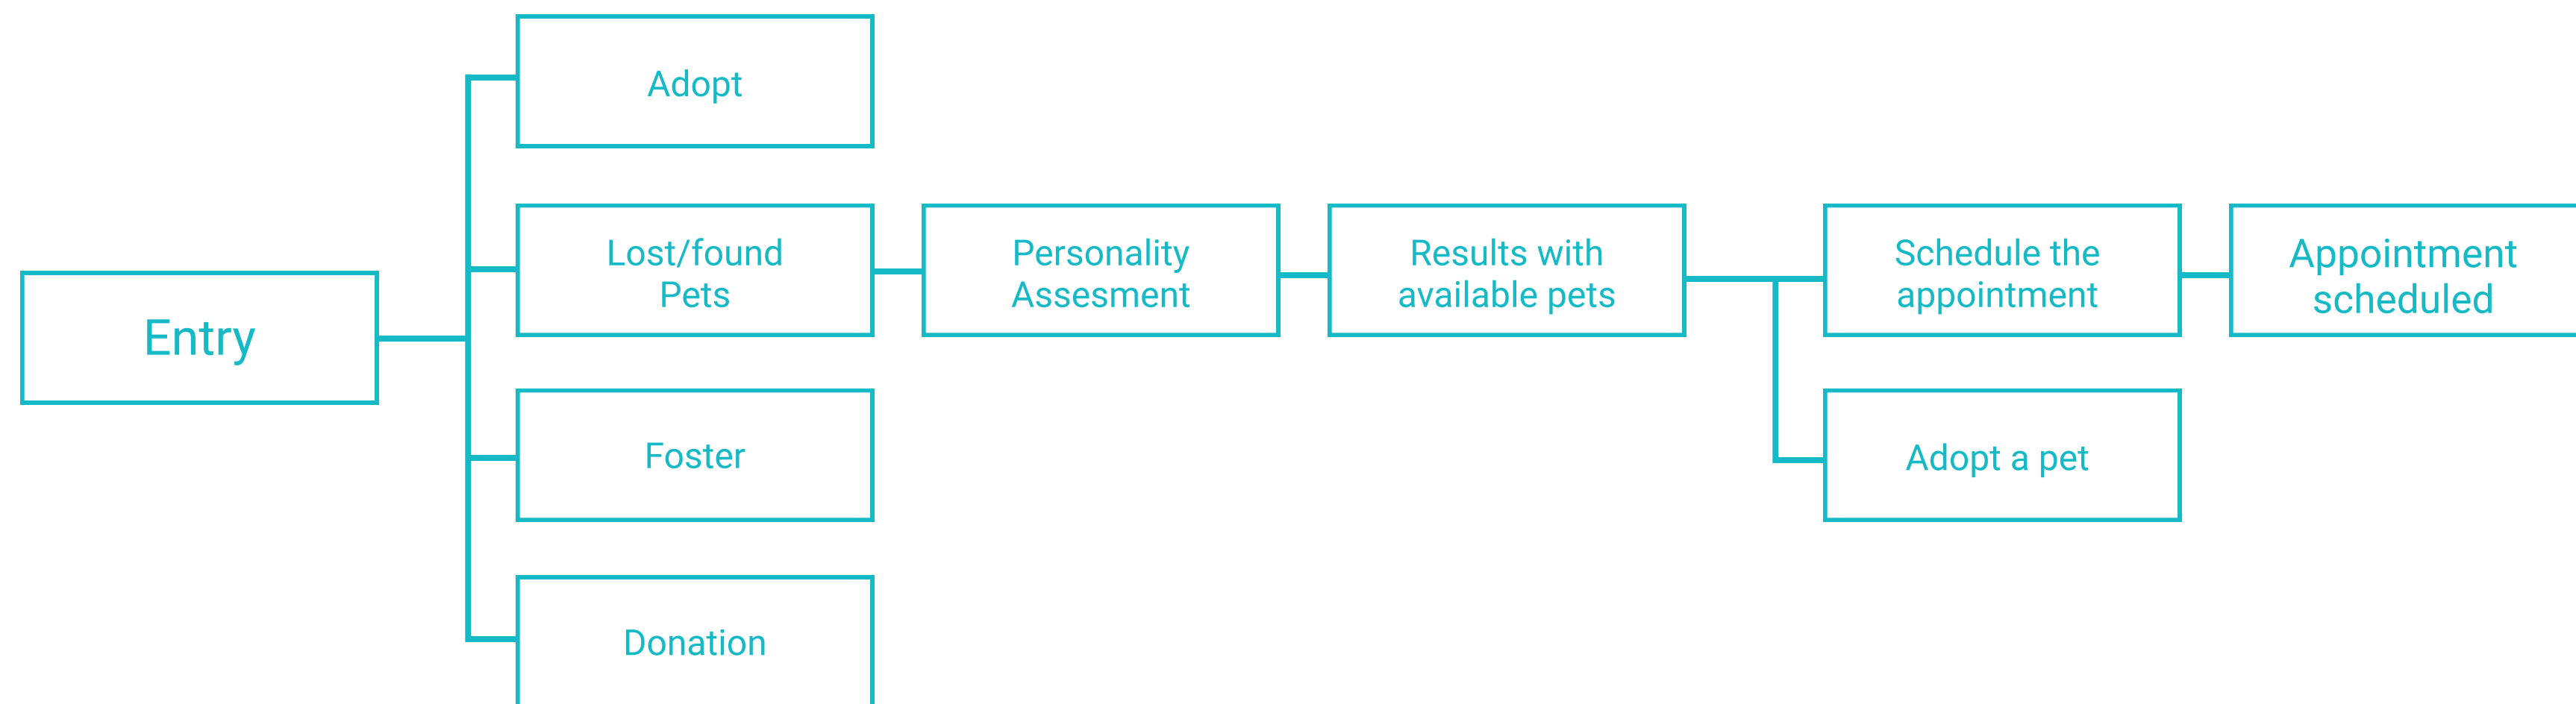 Adopt
Lost/found
Pets
Personality
Assesment
Results with
available pets
Schedule the
appointment
Appointment
scheduled
Entry
Foster
Adopt a pet
Donation